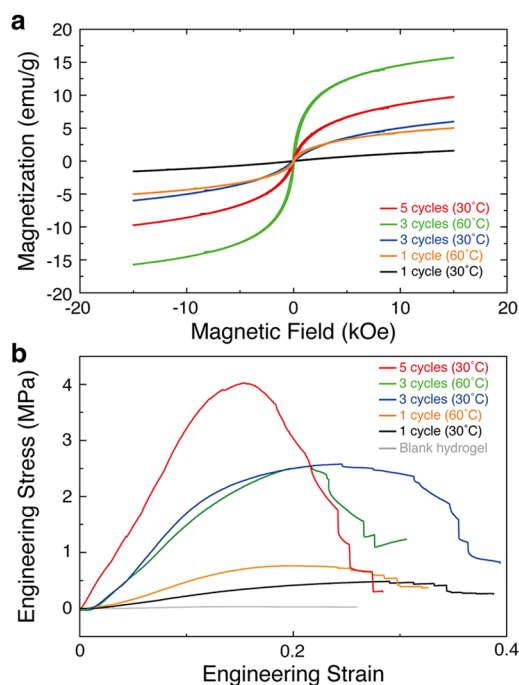 a
20
15
10
5
0
-5
-10
-15
-20
Magnetization (emu/g)
5 cycles (30˚C)
3 cycles (60˚C)
3 cycles (30˚C)
1 cycle (60˚C)
1 cycle (30˚C)
-20 -10 0 10 20
Magnetic Field (kOe)
b
4
3
2
1
0
Engineering Stress (MPa)
5 cycles (30˚C)
3 cycles (60˚C)
3 cycles (30˚C)
1 cycle (60˚C)
1 cycle (30˚C)
Blank hydrogel
0 0.2 0.4
Engineering Strain